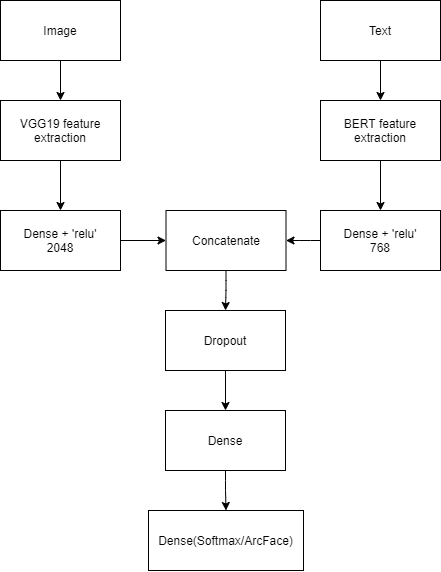 Image
Text
VGG19 feature
extraction
BERT feature
extraction
Dense + 'relu'
2048
Concatenate
Dense + 'relu'
768
Dropout
Dense
Dense(Softmax/ArcFace)